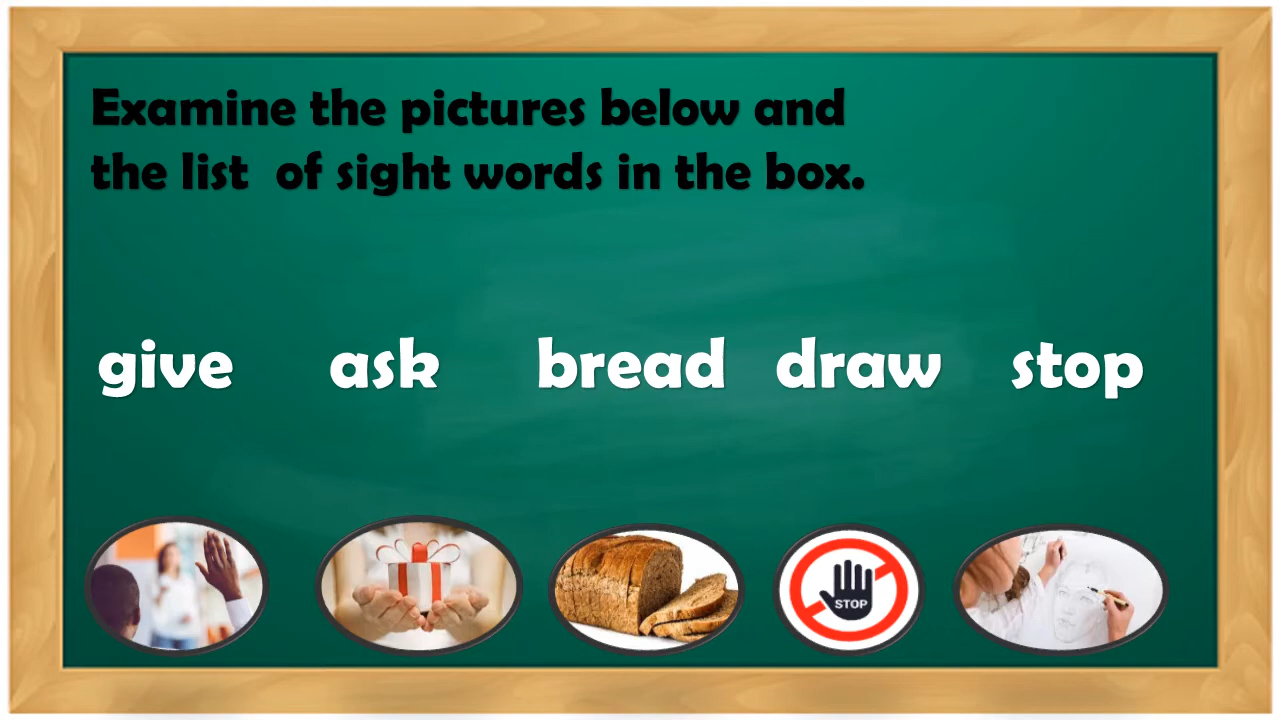 Examine the pictures below and
the list of sight words in the box.
give ask bread draw stop
STOP